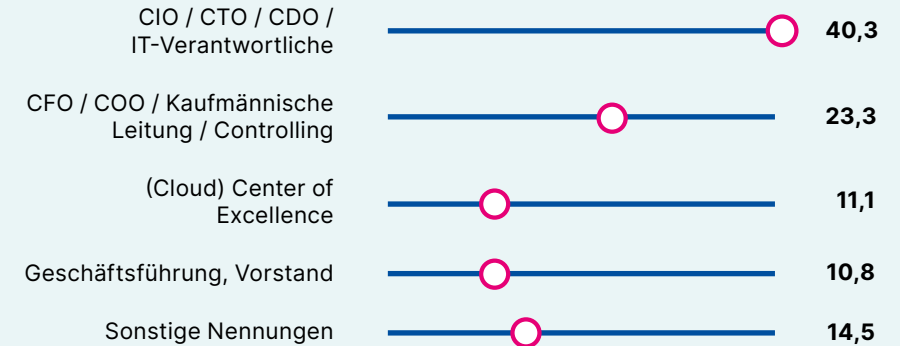 CIO / CTO / CDO /
IT-Verantwortliche
40,3
CFO / COO / Kaufmännische
Leitung / Controlling
23,3
(Cloud) Center of
Excellence
11,1
Geschäftsführung, Vorstand
10,8
Sonstige Nennungen
14,5